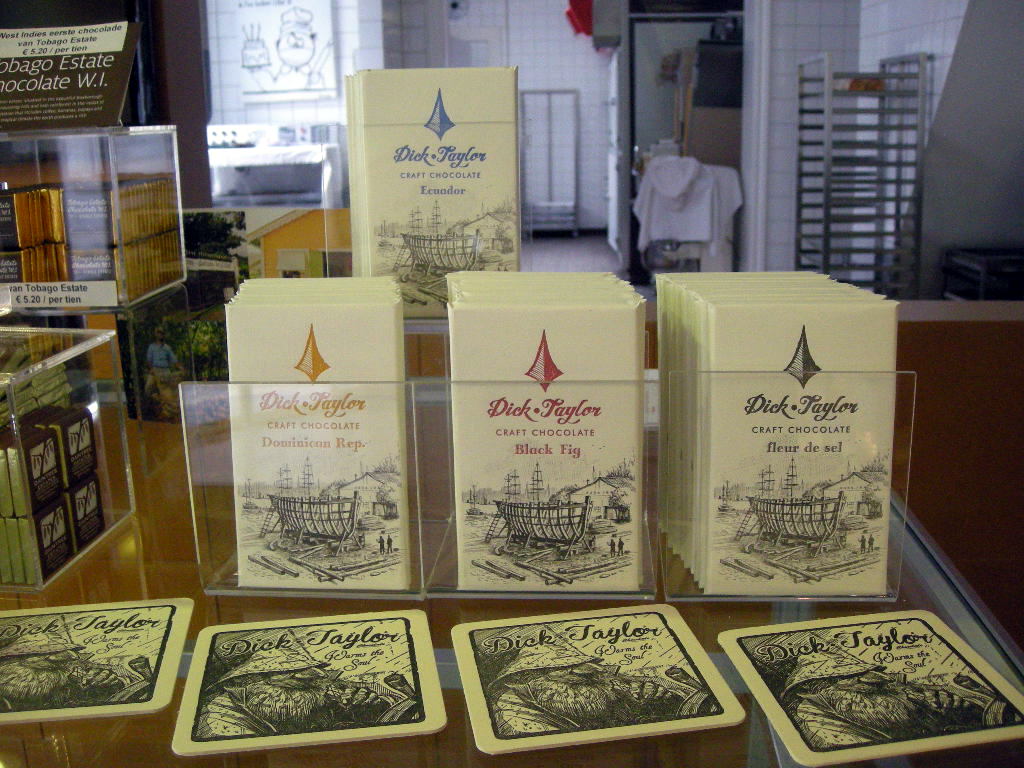 West Indies eerste chocolade
van Tobago Estate
€ 5.20 / per tien
obago Estate
hocolate W.I.
van Tobago Estate
€ 5.20 / per tien
Dick·Taylor
CRAFT CHOCOLATE
Ecuador
Dick·Taylor
CRAFT CHOCOLATE
Dominican Rep.
Dick·Taylor
CRAFT CHOCOLATE
Black Fig
Dick·Taylor
CRAFT CHOCOLATE
fleur de sel
Dick·Taylor
Warms the
Soul
Dick·Taylor
Warms the
Soul
Dick·Taylor
Warms the
Soul
Dick·Taylor
Warms the
Soul